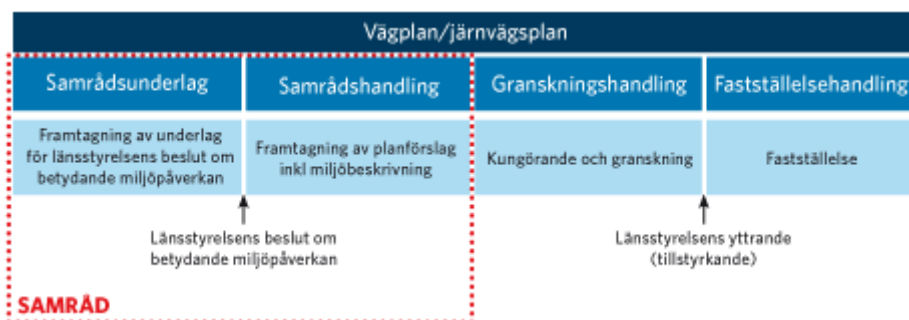 Vägplan/järnvägsplan
Samrådsunderlag
Samrådshandling
Granskningshandling
Fastställelsehandling
Framtagning av underlag
för länsstyrelsens beslut om
betydande miljöpåverkan
Framtagning av planförslag
inkl miljöbeskrivning
Kungörande och granskning
Fastställelse
Länsstyrelsens beslut om
betydande miljöpåverkan
Länsstyrelsens yttrande
(tillstyrkande)
SAMRÅD